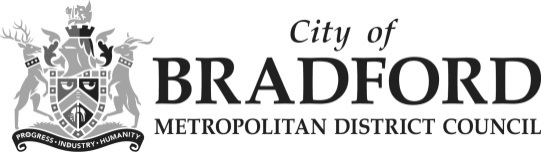 City of
BRADFORD
METROPOLITAN DISTRICT COUNCIL
PROGRESS · INDUSTRY · HUMANITY